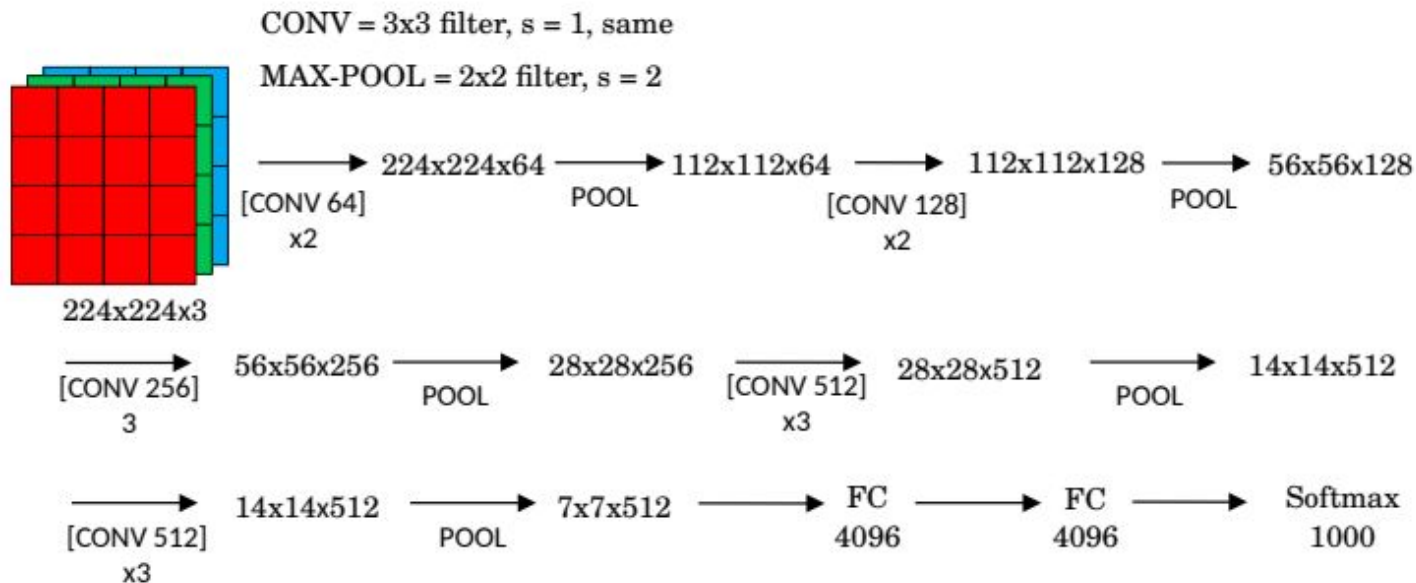 CONV = 3x3 filter, s = 1, same
MAX-POOL = 2x2 filter, s = 2
224x224x3
[CONV 64]
x2
224x224x64
POOL
112x112x64
[CONV 128]
x2
112x112x128
POOL
56x56x128
[CONV 256]
3
56x56x256
POOL
28x28x256
[CONV 512]
x3
28x28x512
POOL
14x14x512
[CONV 512]
x3
14x14x512
POOL
7x7x512
FC
4096
FC
4096
Softmax
1000